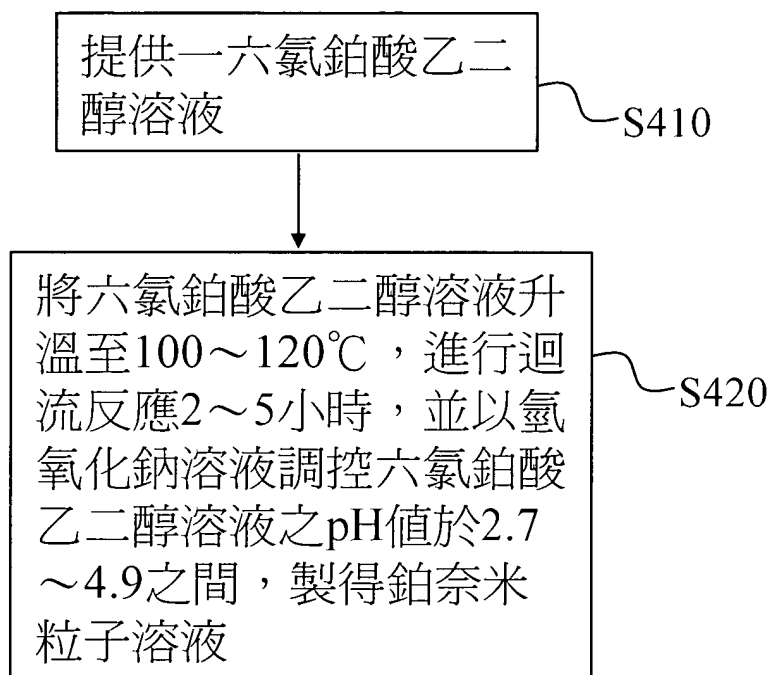 提供一六氯鉑酸乙二
醇溶液
S410
將六氯鉑酸乙二醇溶液升
溫至100～120℃，進行迴
流反應2～5小時，並以氫
氧化鈉溶液調控六氯鉑酸
乙二醇溶液之pH值於2.7
～4.9之間，製得鉑奈米
粒子溶液
S420